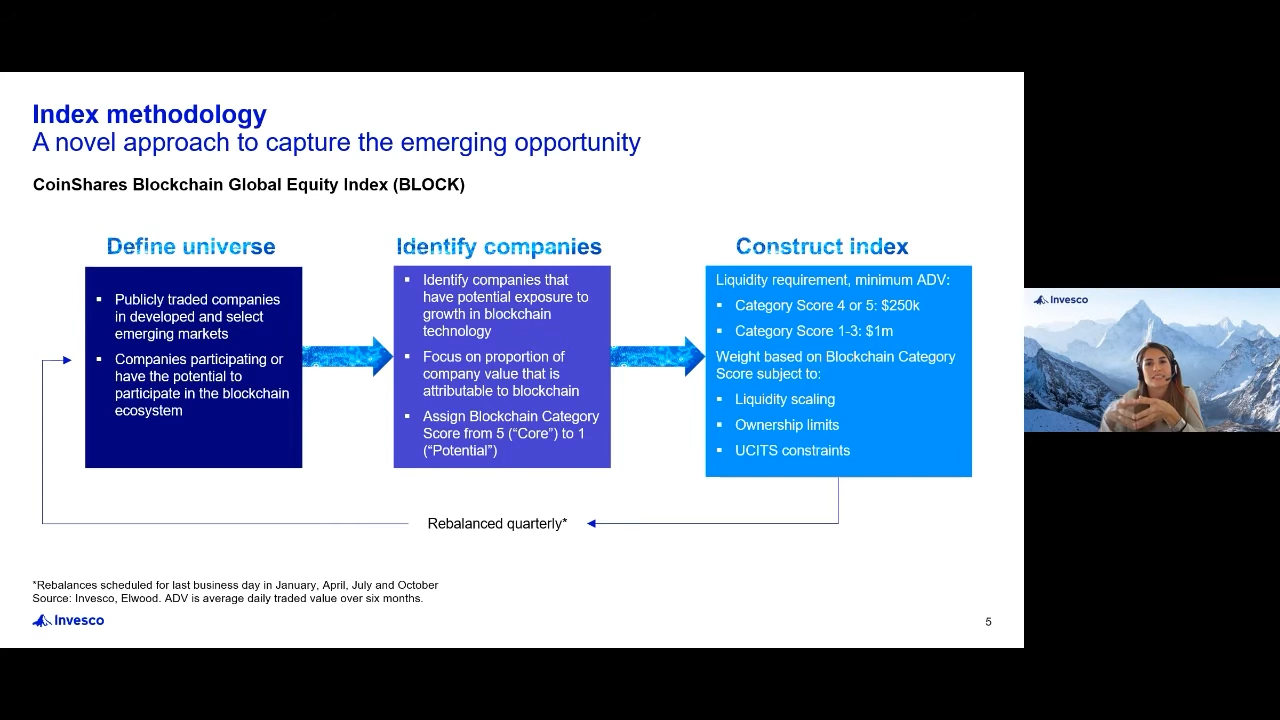 Index methodology
A novel approach to capture the emerging opportunity
CoinShares Blockchain Global Equity Index (BLOCK)
Define universe
▪ Publicly traded companies
in developed and select
emerging markets
▪ Companies participating or
have the potential to
participate in the blockchain
ecosystem
Identify companies
▪ Identify companies that
have potential exposure to
growth in blockchain
technology
▪ Focus on proportion of
company value that is
attributable to blockchain
▪ Assign Blockchain Category
Score from 5 (“Core”) to 1
(“Potential”)
Construct index
Liquidity requirement, minimum ADV:
▪ Category Score 4 or 5: $250k
▪ Category Score 1-3: $1m
Weight based on Blockchain Category
Score subject to:
▪ Liquidity scaling
▪ Ownership limits
▪ UCITS constraints
Rebalanced quarterly*
*Rebalances scheduled for last business day in January, April, July and October
Source: Invesco, Elwood. ADV is average daily traded value over six months.
Invesco
5
Invesco